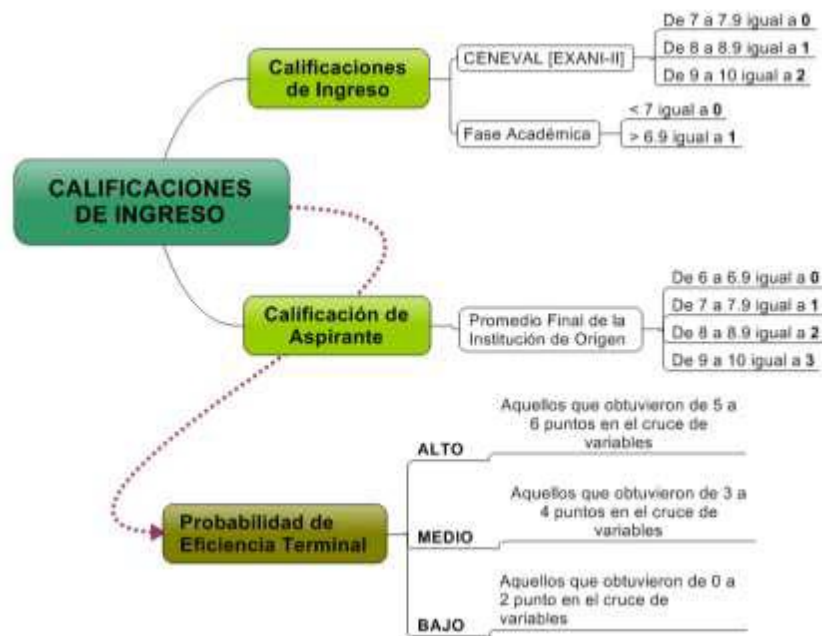 CALIFICACIONES
DE INGRESO
Calificaciones
de Ingreso
CENEVAL [EXANI-II]
De 7 a 7.9 igual a 0
De 8 a 8.9 igual a 1
De 9 a 10 igual a 2
Fase Académica
< 7 igual a 0
> 6.9 igual a 1
Calificación de
Aspirante
Promedio Final de la
Institución de Origen
De 6 a 6.9 igual a 0
De 7 a 7.9 igual a 1
De 8 a 8.9 igual a 2
De 9 a 10 igual a 3
Probabilidad de
Eficiencia Terminal
ALTO
Aquellos que obtuvieron de 5 a
6 puntos en el cruce de
variables
MEDIO
Aquellos que obtuvieron de 3 a
4 puntos en el cruce de
variables
BAJO
Aquellos que obtuvieron de 0 a
2 punto en el cruce de
variables